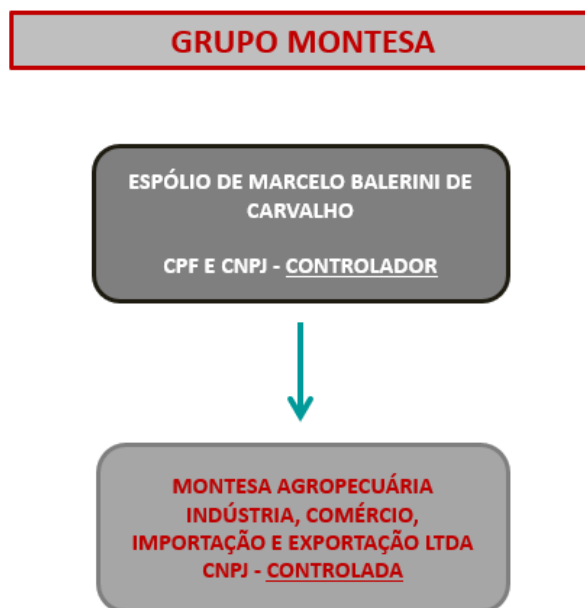 GRUPO MONTESA
ESPÓLIO DE MARCELO BALERINI DE
CARVALHO
CPF E CNPJ - CONTROLADOR
MONTESA AGROPECUÁRIA
INDÚSTRIA, COMÉRCIO,
IMPORTAÇÃO E EXPORTAÇÃO LTDA
CNPJ - CONTROLADA